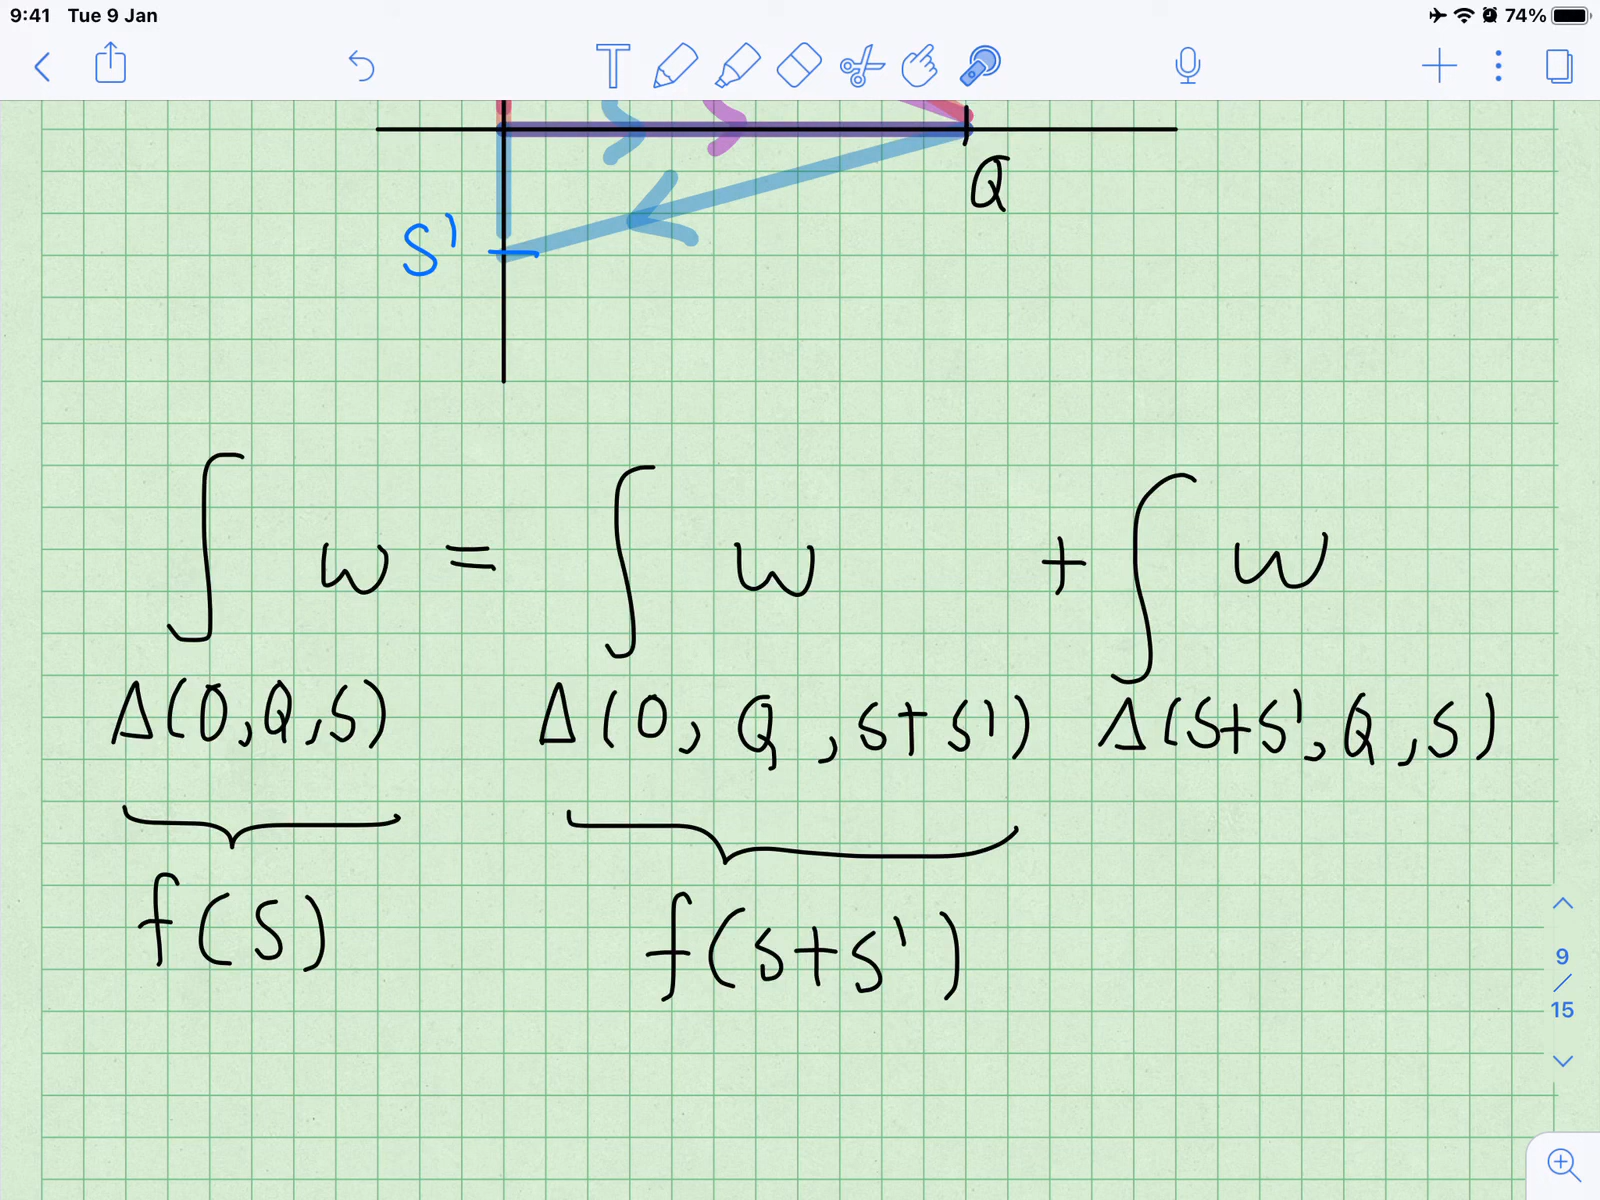 9:41 Tue 9 Jan 74%
T
Q
S'
∫ ω = ∫ ω + ∫ ω
Δ(0,Q,S) Δ(0, Q, S+S') Δ(S+S', Q, S)
f(S) f(S+S')
9
/
15